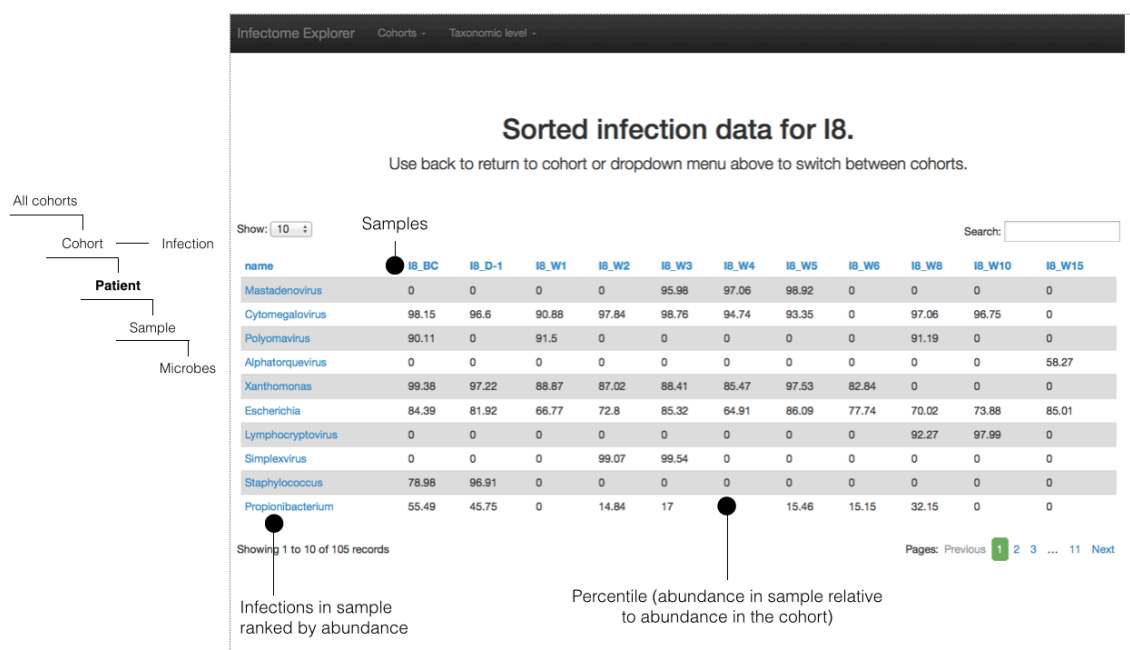 Infectome Explorer Cohorts - Taxonomic level -
Sorted infection data for I8.
Use back to return to cohort or dropdown menu above to switch between cohorts.
All cohorts
Cohort Infection
Patient
Sample
Microbes
Show: 10 Samples Search:
name I8_BC I8_D-1 I8_W1 I8_W2 I8_W3 I8_W4 I8_W5 I8_W6 I8_W8 I8_W10 I8_W15
Mastadenovirus 0 0 0 0 95.98 97.06 98.92 0 0 0 0
Cytomegalovirus 98.15 96.6 90.88 97.84 98.76 94.74 93.35 0 97.06 96.75 0
Polyomavirus 90.11 0 91.5 0 0 0 0 0 91.19 0 0
Alphatorquevirus 0 0 0 0 0 0 0 0 0 0 58.27
Xanthomonas 99.38 97.22 88.87 87.02 88.41 85.47 97.53 82.84 0 0 0
Escherichia 84.39 81.92 66.77 72.8 85.32 64.91 86.09 77.74 70.02 73.88 85.01
Lymphocryptovirus 0 0 0 0 0 0 0 0 92.27 97.99 0
Simplexvirus 0 0 0 99.07 99.54 0 0 0 0 0 0
Staphylococcus 78.98 96.91 0 0 0 0 0 0 0 0 0
Propionibacterium 55.49 45.75 0 14.84 17 15.46 15.15 32.15 0 0
Showing 1 to 10 of 105 records Pages: Previous 1 2 3 ... 11 Next
Infections in sample
ranked by abundance
Percentile (abundance in sample relative
to abundance in the cohort)